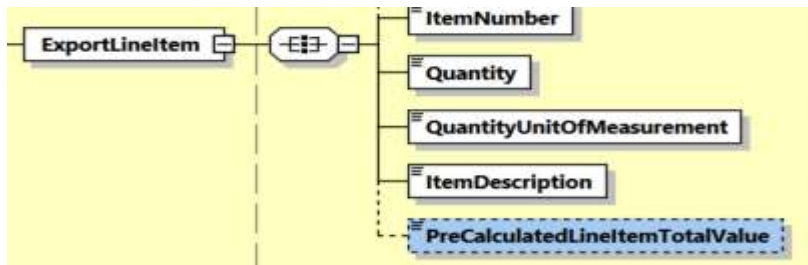 ItemNumber
ExportLineItem
Quantity
QuantityUnitOfMeasurement
ItemDescription
PreCalculatedLineItemTotalValue